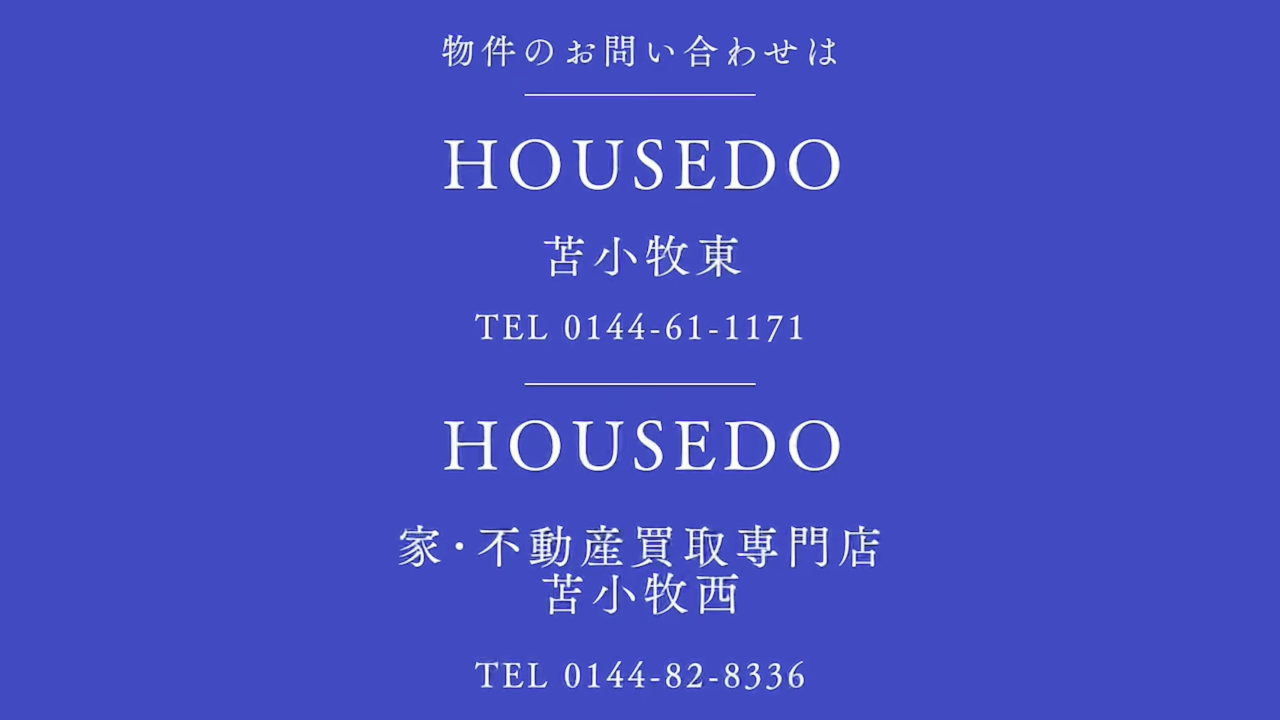 物件のお問い合わせは
HOUSEDO
苫小牧東
TEL 0144-61-1171
HOUSEDO
家・不動産買取専門店
苫小牧西
TEL 0144-82-8336